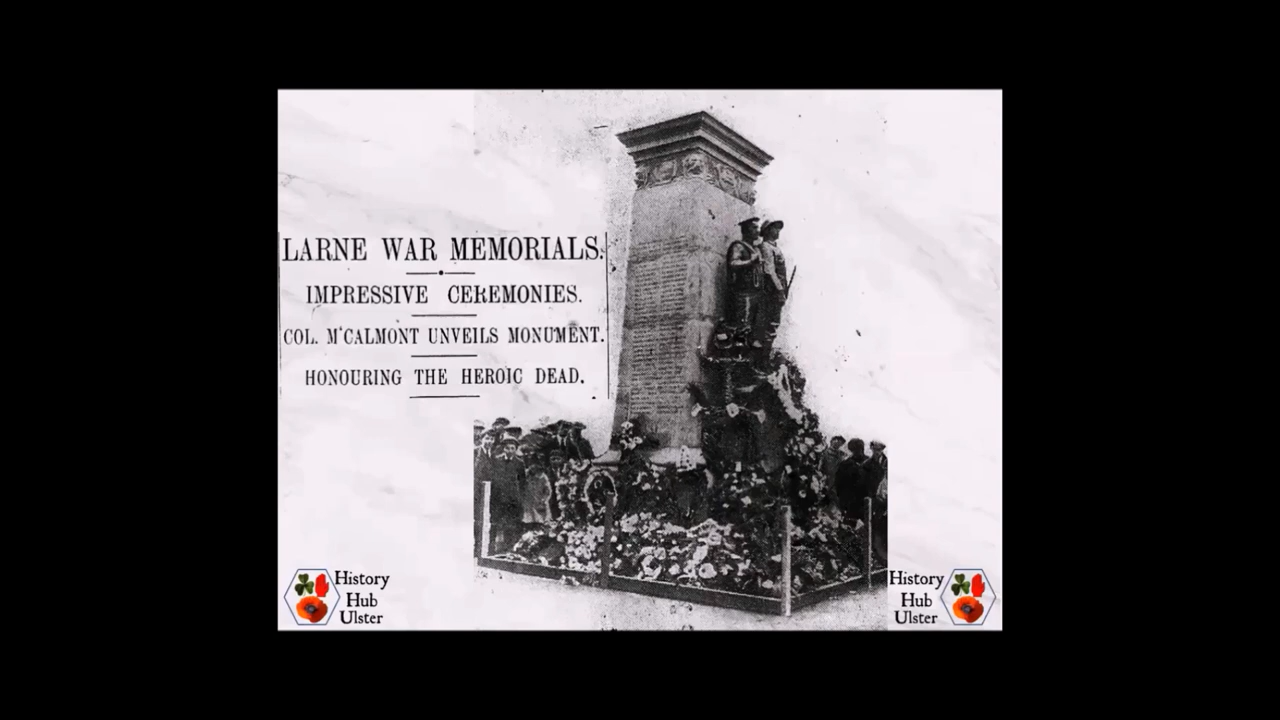 LARNE WAR MEMORIALS.
IMPRESSIVE CEREMONIES.
COL. M'CALMONT UNVEILS MONUMENT.
HONOURING THE HEROIC DEAD.
History
Hub
Ulster
History
Hub
Ulster